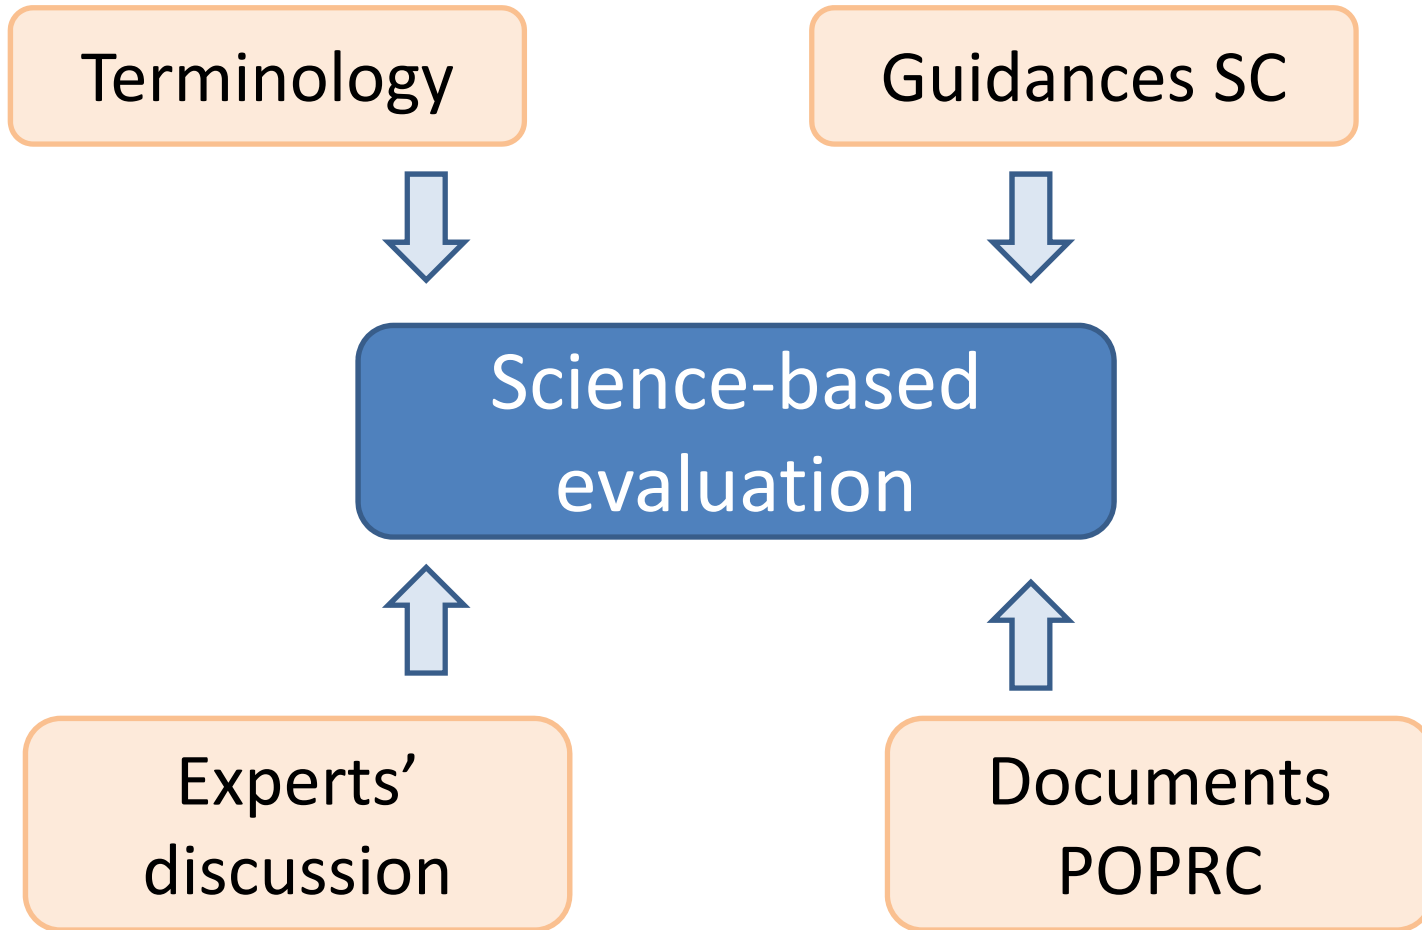 Terminology
Guidances SC
Science-based
evaluation
Experts’
discussion
Documents
POPRC